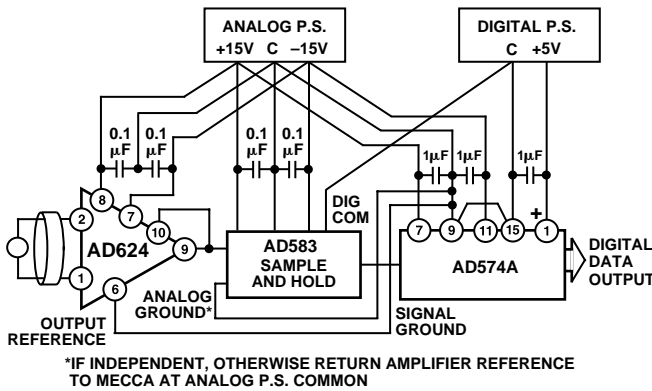 ANALOG P.S.
+15V C –15V
DIGITAL P.S.
C +5V
0.1 µF
0.1 µF
0.1 µF
0.1 µF
1µF
1µF
1µF
8
7
10
9
2
1
6
AD624
DIG COM
7
9
11
15
+
1
AD583
SAMPLE
AND HOLD
AD574A
DIGITAL
DATA
OUTPUT
ANALOG
GROUND*
SIGNAL
GROUND
OUTPUT
REFERENCE
*IF INDEPENDENT, OTHERWISE RETURN AMPLIFIER REFERENCE
TO MECCA AT ANALOG P.S. COMMON